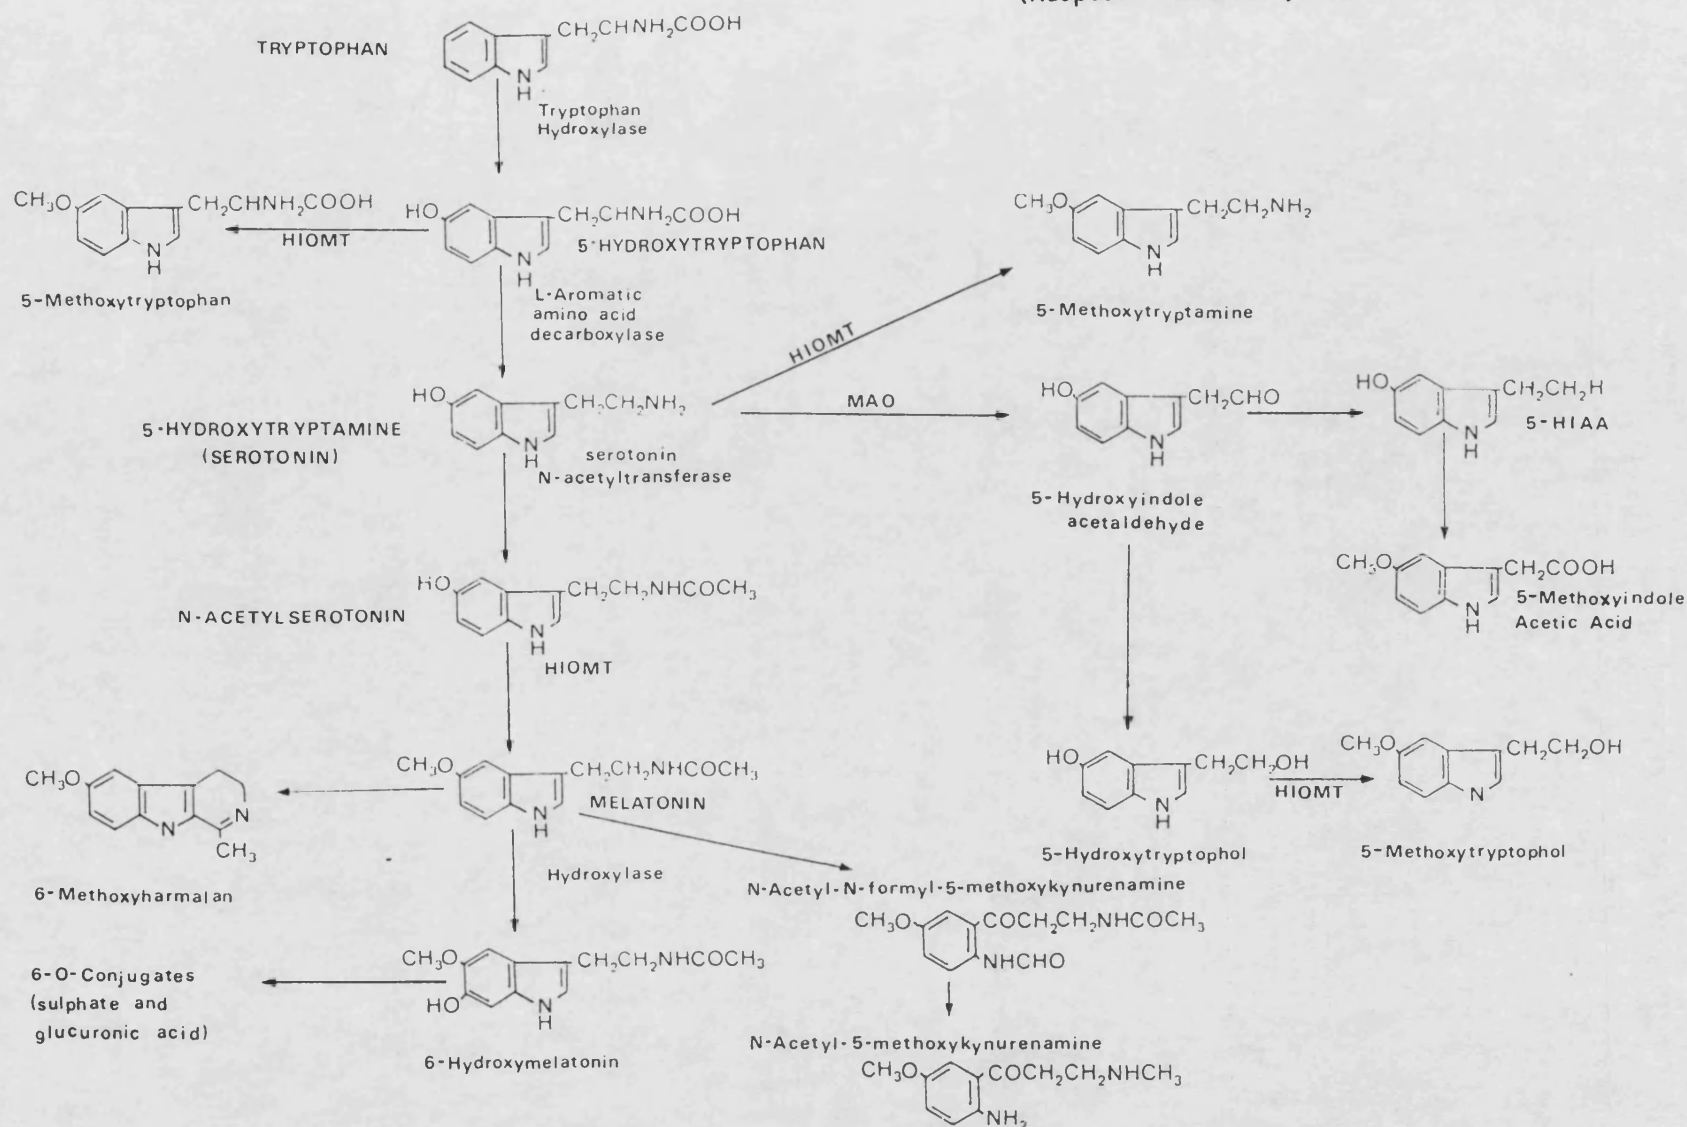 TRYPTOPHAN
CH₂CHNH₂COOH
N
H
Tryptophan
Hydroxylase
CH₃O
CH₂CHNH₂COOH
N
H
5-Methoxytryptophan
HIOMT
HO
CH₂CHNH₂COOH
5-HYDROXYTRYPTOPHAN
N
H
L-Aromatic
amino acid
decarboxylase
CH₃O
CH₂CH₂NH₂
N
H
5-Methoxytryptamine
HIOMT
5-HYDROXYTRYPTAMINE
(SEROTONIN)
HO
CH₂CH₂NH₂
N
H
serotonin
N-acetyltransferase
MAO
HO
CH₂CHO
N
H
5-Hydroxyindole
acetaldehyde
HO
CH₂CH₂H
5-HIAA
N
H
CH₃O
CH₂COOH
N
H
5-Methoxyindole
Acetic Acid
N-ACETYLSEROTONIN
HO
CH₂CH₂NHCOCH₃
N
H
HIOMT
CH₃O
CH₂CH₂NHCOCH₃
MELATONIN
N
H
Hydroxylase
CH₃O
N
N
CH₃
6-Methoxyharmalan
HO
CH₂CH₂OH
N
H
5-Hydroxytryptophol
HIOMT
CH₃O
CH₂CH₂OH
N
5-Methoxytryptophol
N-Acetyl-N-formyl-5-methoxykynurenamine
CH₃O
COCH₂CH₂NHCOCH₃
NHCHO
N-Acetyl-5-methoxykynurenamine
CH₃O
COCH₂CH₂NHCH₃
NH₂
CH₃O
CH₂CH₂NHCOCH₃
HO
N
H
6-Hydroxymelatonin
6-O-Conjugates
(sulphate and
glucuronic acid)